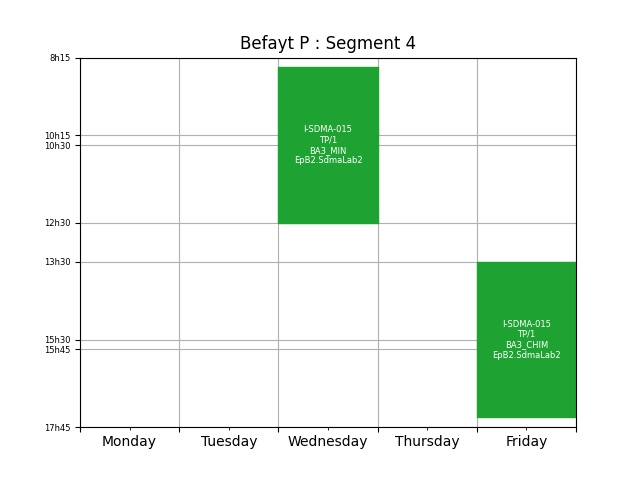 Befayt P : Segment 4
8h15
10h15
10h30
12h30
13h30
15h30
15h45
17h45
I-SDMA-015
TP/1
BA3_MIN
EpB2.SdmaLab2
I-SDMA-015
TP/1
BA3_CHIM
EpB2.SdmaLab2
Monday Tuesday Wednesday Thursday Friday